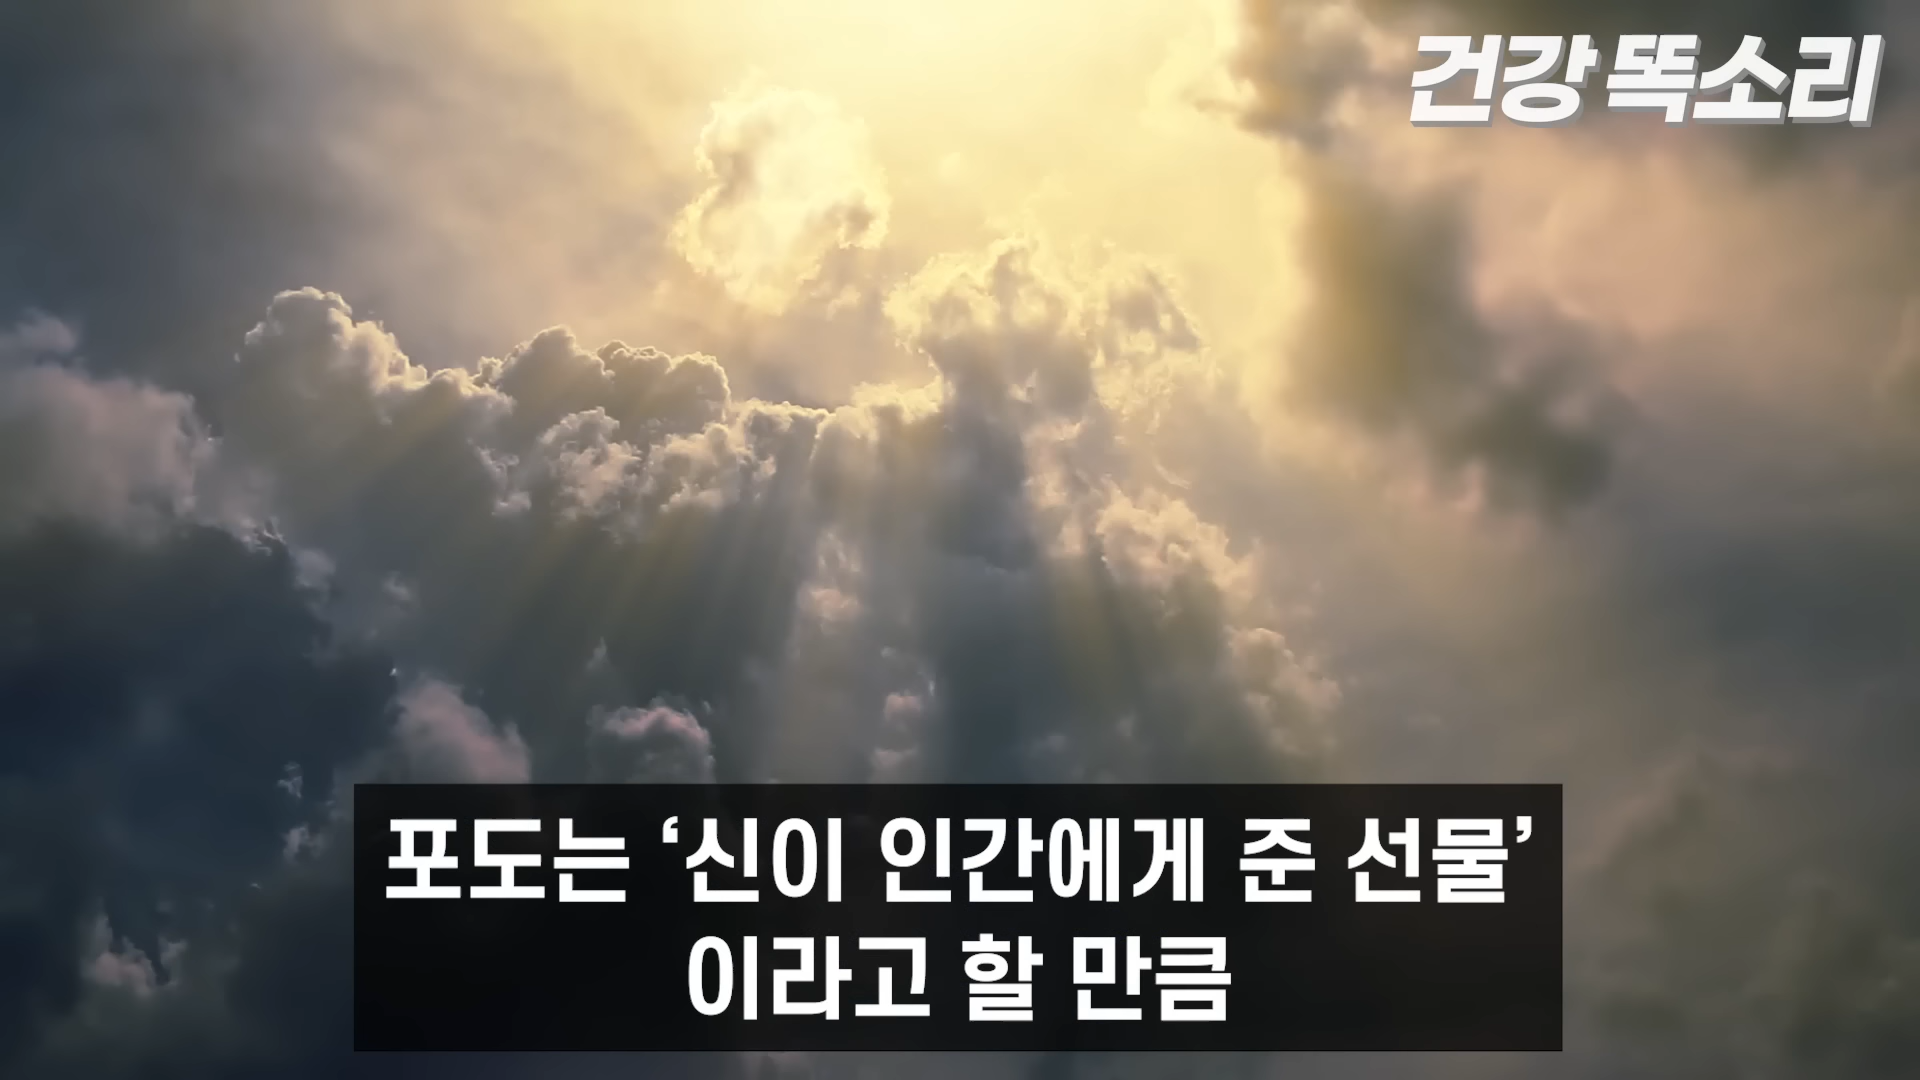 건강 똑소리
포도는 ‘신이 인간에게 준 선물’
이라고 할 만큼